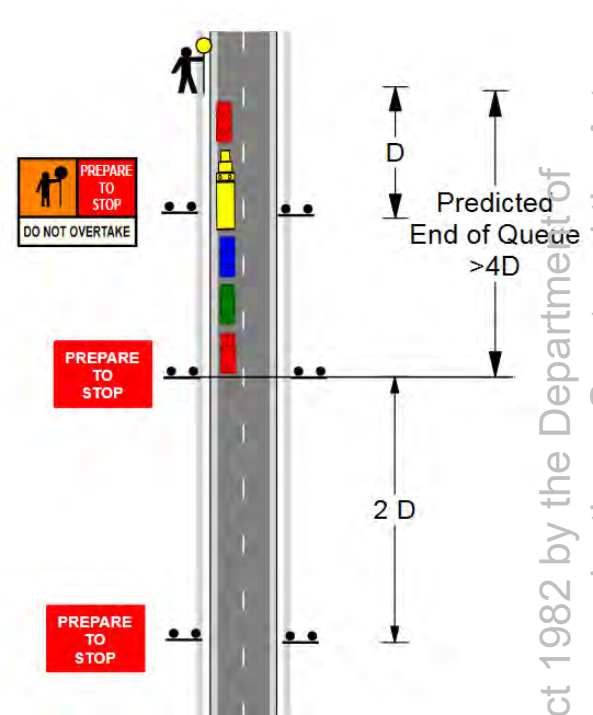 D
PREPARE
TO
STOP
DO NOT OVERTAKE
Predicted
End of Queue
>4D
PREPARE
TO
STOP
2 D
PREPARE
TO
STOP
ct 1982 by the Department of